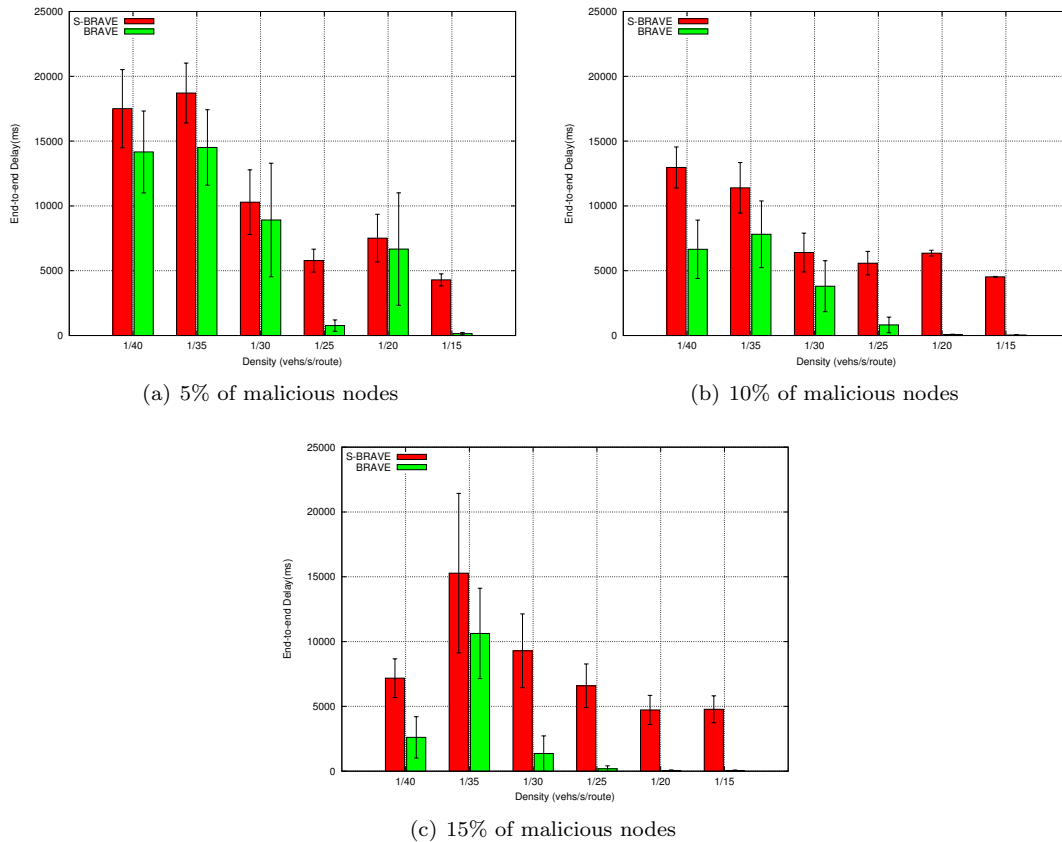 25000
20000
15000
10000
5000
0
End-to-end Delay(ms)
S-BRAVE
BRAVE
1/40 1/35 1/30 1/25 1/20 1/15
Density (vehs/s/route)
(a) 5% of malicious nodes
25000
20000
15000
10000
5000
0
End-to-end Delay(ms)
S-BRAVE
BRAVE
1/40 1/35 1/30 1/25 1/20 1/15
Density (vehs/s/route)
(b) 10% of malicious nodes
25000
20000
15000
10000
5000
0
End-to-end Delay(ms)
S-BRAVE
BRAVE
1/40 1/35 1/30 1/25 1/20 1/15
Density (vehs/s/route)
(c) 15% of malicious nodes